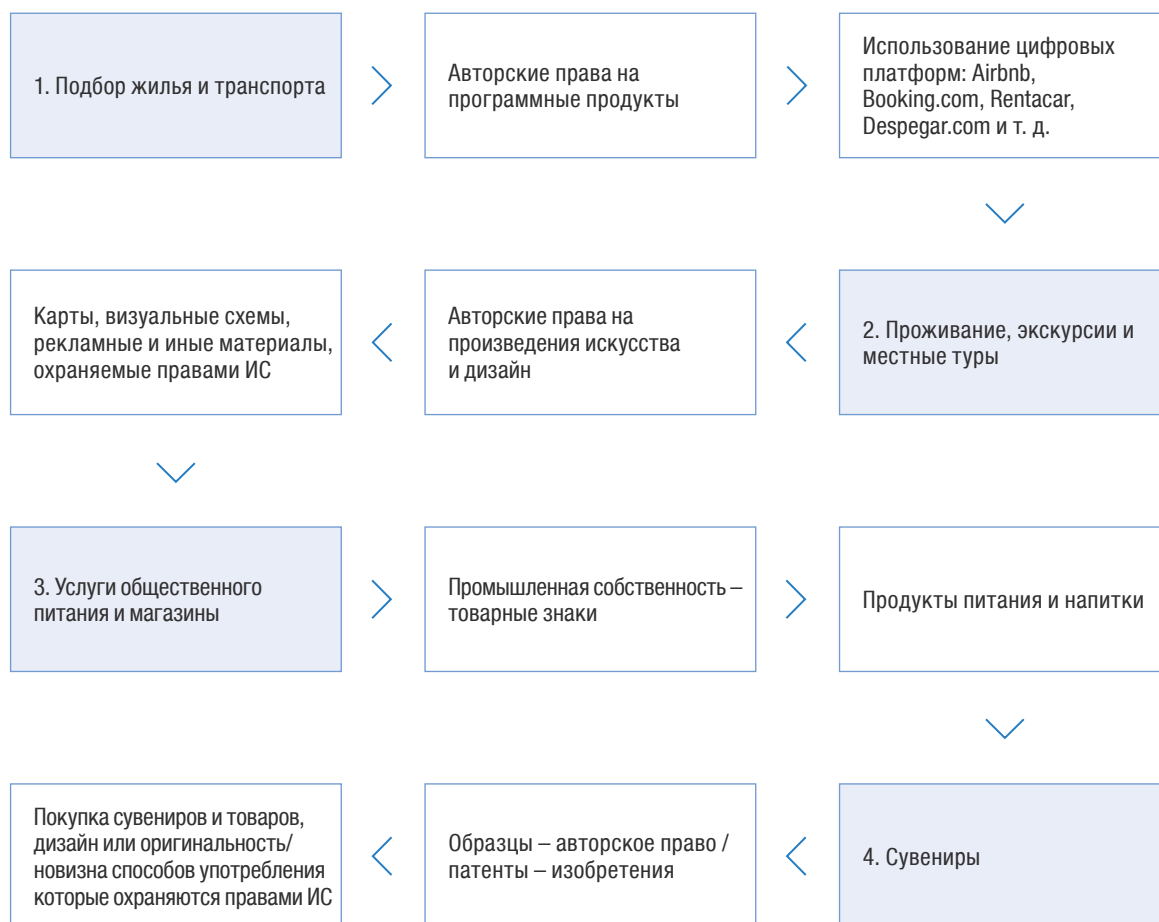 1. Подбор жилья и транспорта
Авторские права на
программные продукты
Использование цифровых
платформ: Airbnb,
Booking.com, Rentacar,
Despegar.com и т. д.
2. Проживание, экскурсии и
местные туры
Авторские права на
произведения искусства
и дизайн
Карты, визуальные схемы,
рекламные и иные материалы,
охраняемые правами ИС
3. Услуги общественного
питания и магазины
Промышленная собственность –
товарные знаки
Продукты питания и напитки
4. Сувениры
Образцы – авторское право /
патенты – изобретения
Покупка сувениров и товаров,
дизайн или оригинальность/
новизна способов употребления
которые охраняются правами ИС